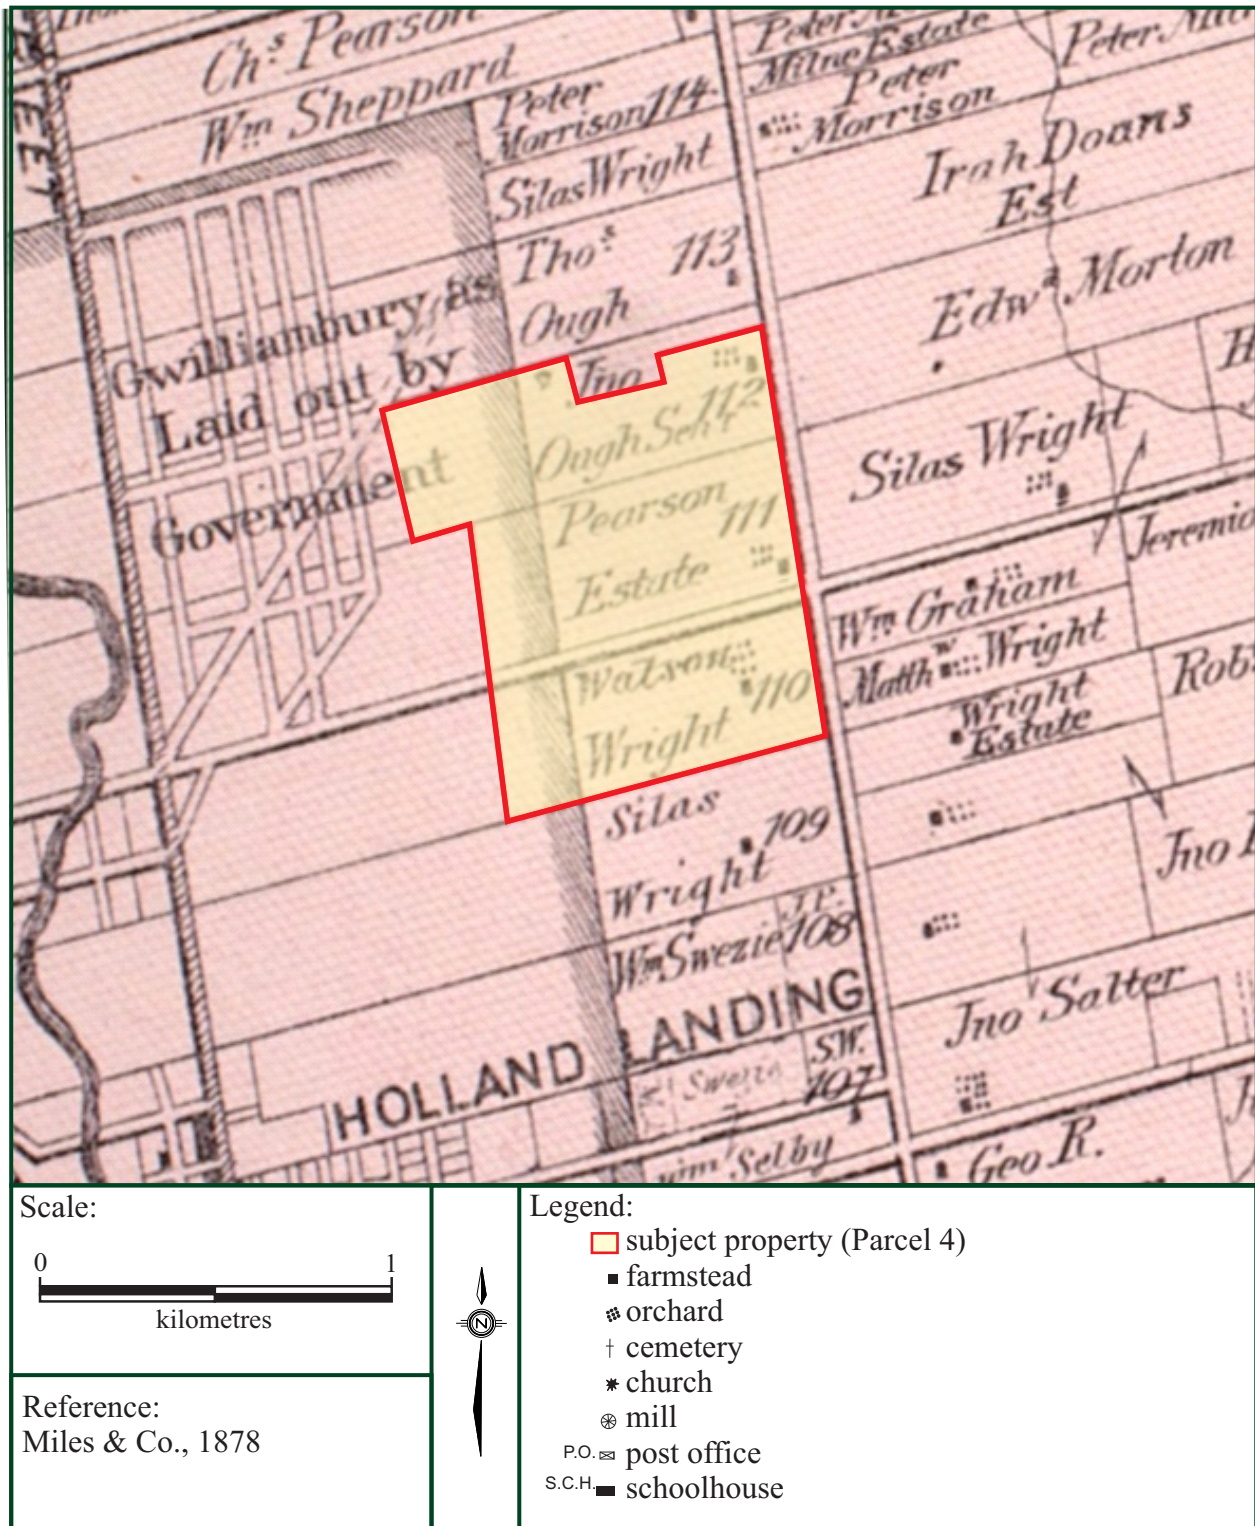 Chs Pearson
Wm Sheppard
Peter
Morrison 114
Silas Wright
Thos 113
Ough
Milne Estate
Peter
Morrison
Irah Doans
Est
Edwd Morton
Silas Wright
Gwilliambury as
Laid out by
Government
Jno
112
Ough Senr
Pearson
111
Estate
Watson
110
Wright
Wm Graham
Matthw Wright
Wright
Estate
Silas
109
Wright
J.P.
Wm Swezie 108
HOLLAND LANDING
SW.
107
Swezie
Selby
Jno Salter
Geo R.
Scale:
0 1
kilometres
Reference:
Miles & Co., 1878
N
Legend:
subject property (Parcel 4)
farmstead
orchard
cemetery
church
mill
P.O. post office
S.C.H. schoolhouse